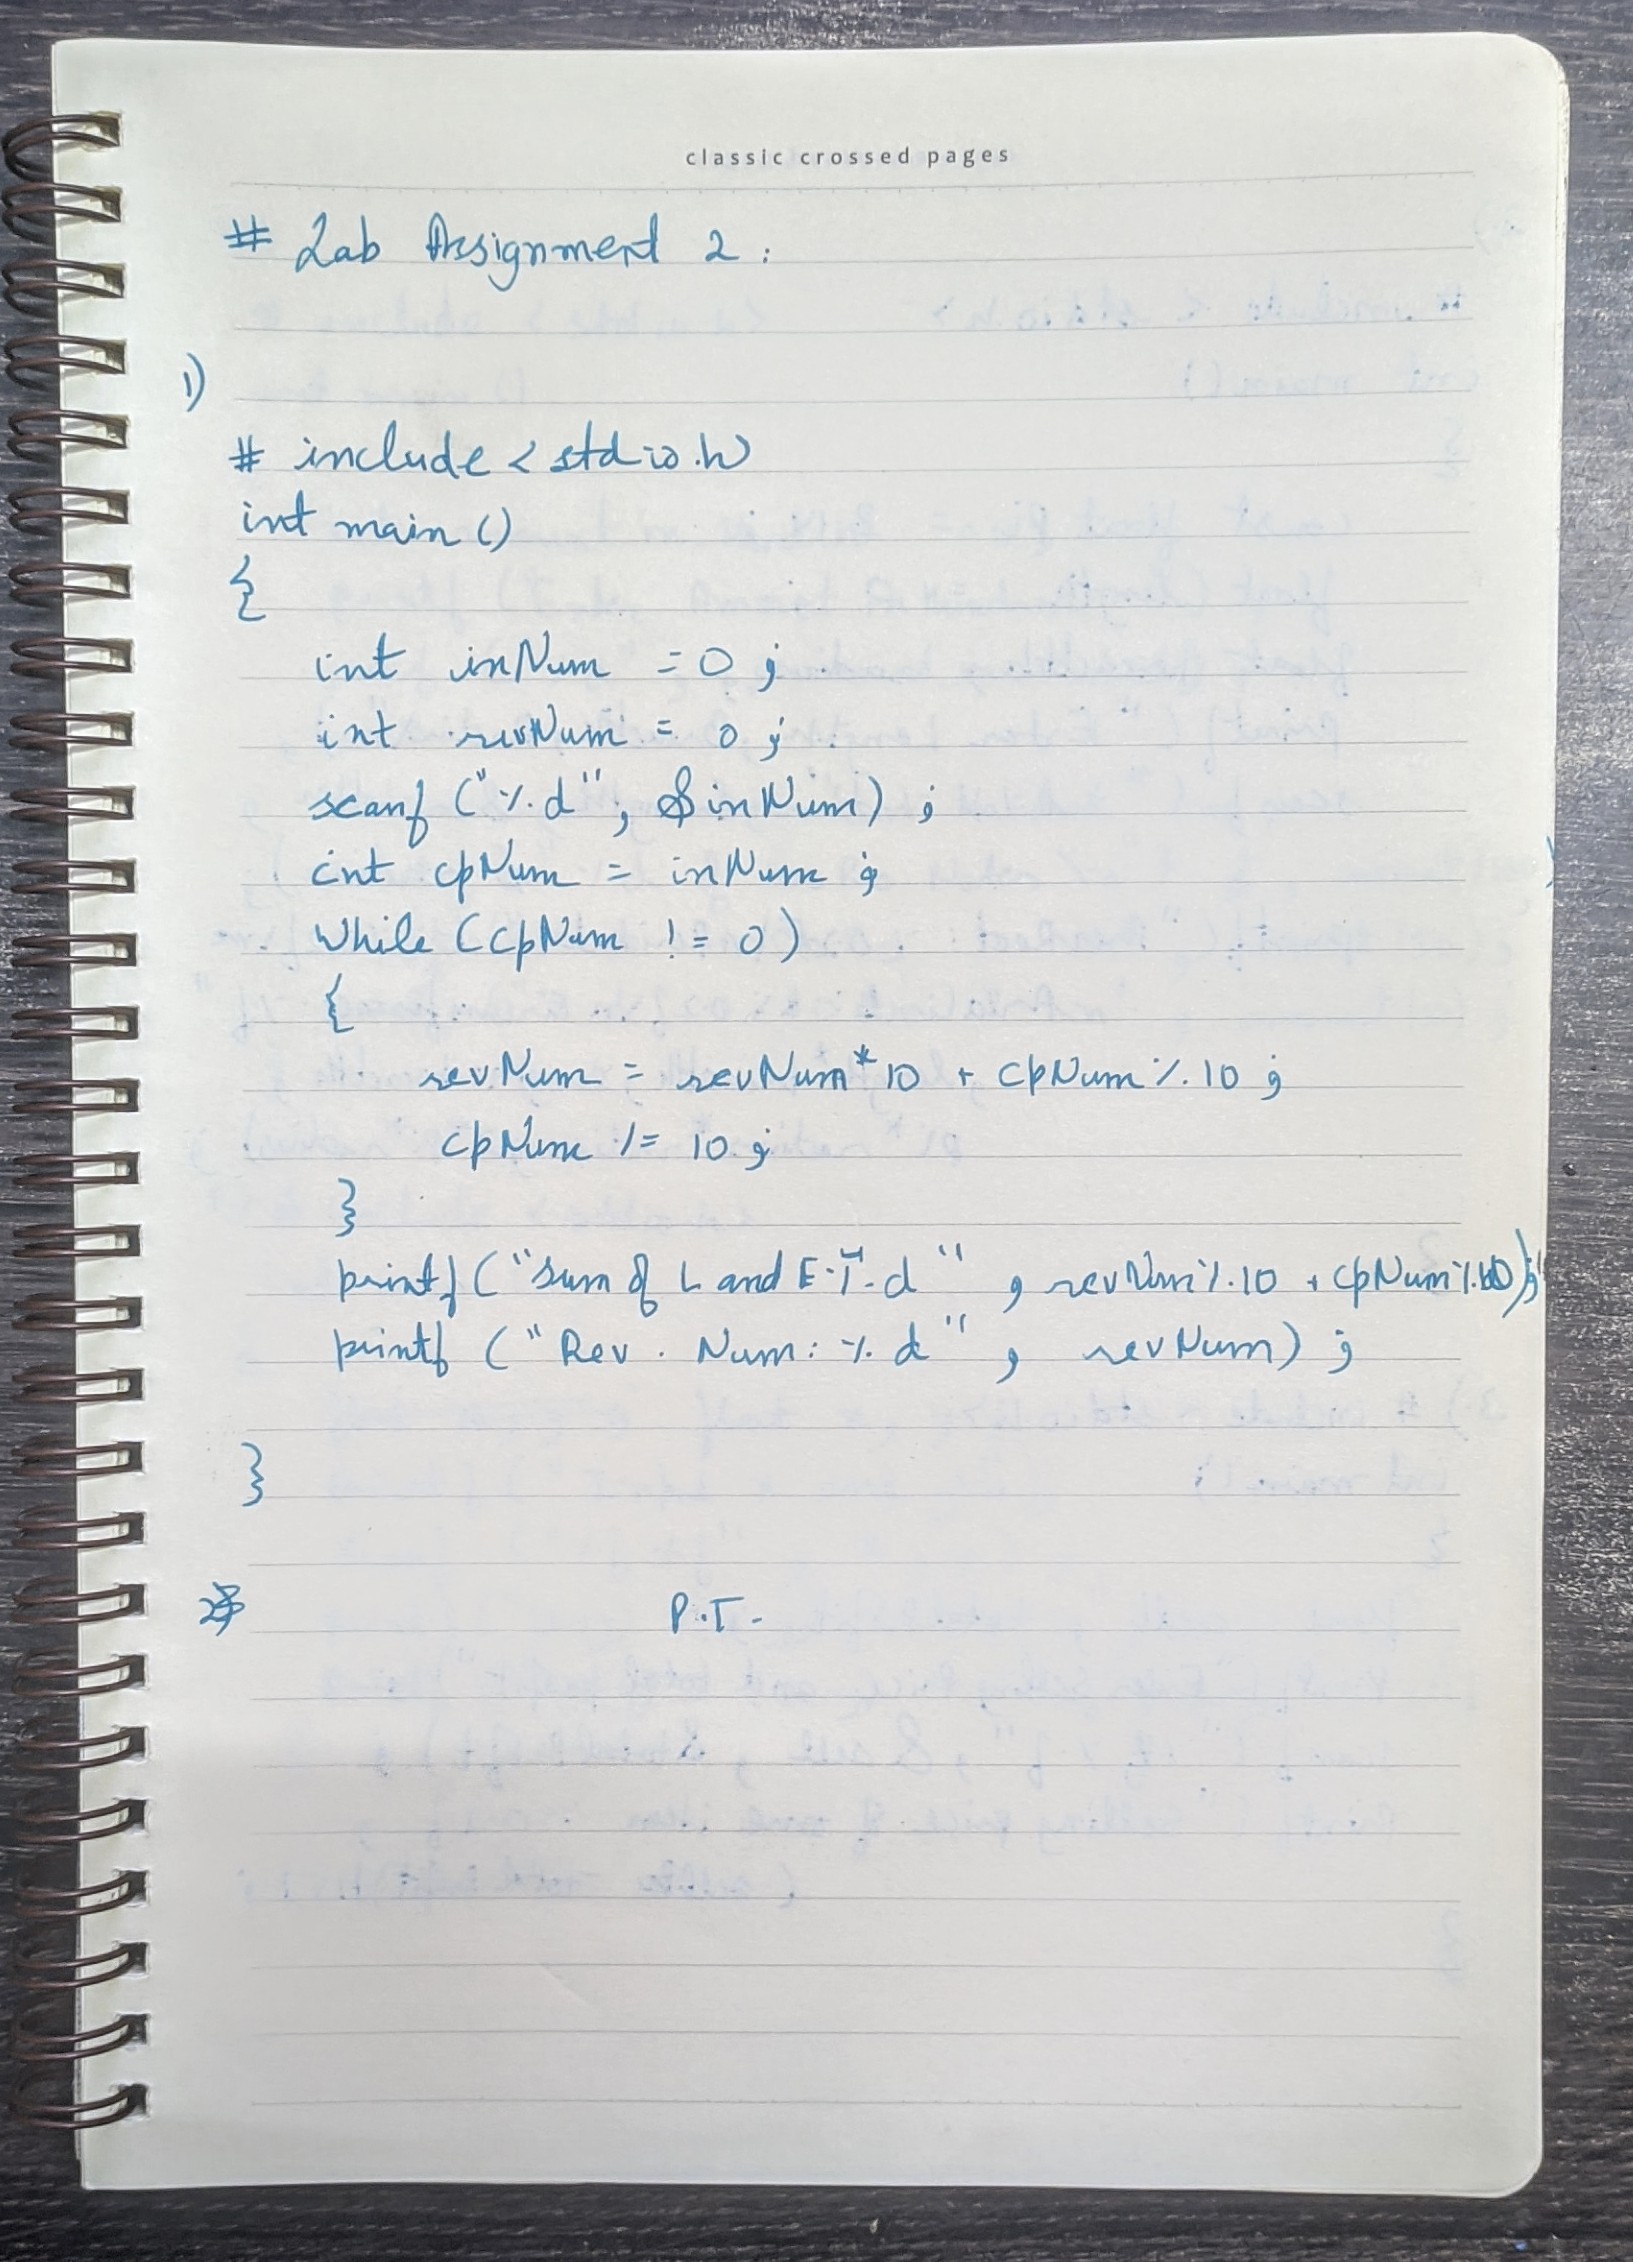 classic crossed pages
# Lab Assignment 2 :
1)
# include < stdio.h>
int main ()
{
int inNum = 0 ;
int revNum = 0 ;
scanf ("%d", &inNum) ;
int cpNum = inNum ;
while (cpNum != 0)
{
revNum = revNum*10 + cpNum % 10 ;
cpNum /= 10 ;
}
printf ("Sum of L and E : %d " , revNum % 10 + cpNum % 10);
printf (" Rev . Num: % d " , revNum) ;
}
P.T.